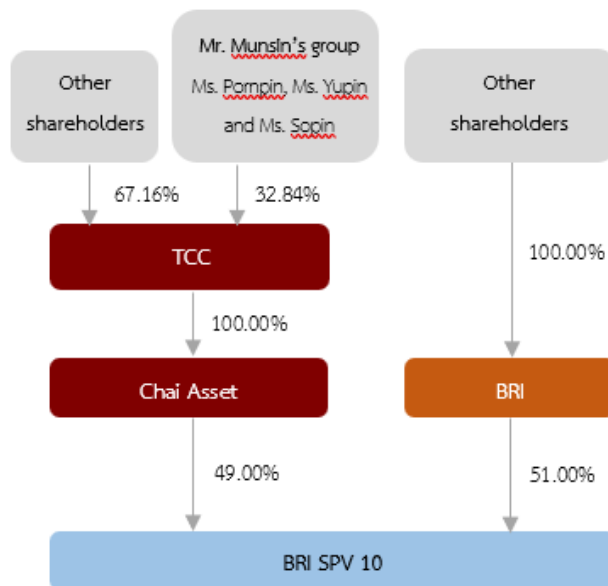 Other
shareholders
Mr. Munsin's group
Ms. Pornpin, Ms. Yupin
and Ms. Sopin
Other
shareholders
67.16%
32.84%
100.00%
TCC
100.00%
Chai Asset
BRI
49.00%
51.00%
BRI SPV 10